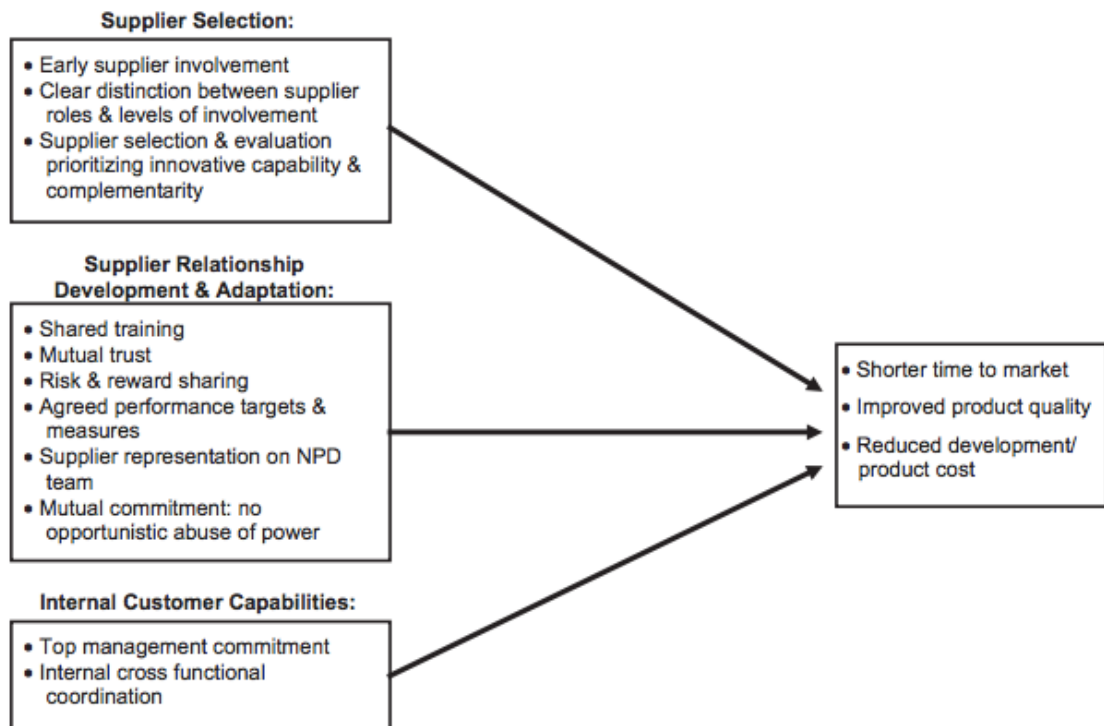 Supplier Selection:
• Early supplier involvement
• Clear distinction between supplier
roles & levels of involvement
• Supplier selection & evaluation
prioritizing innovative capability &
complementarity
Supplier Relationship
Development & Adaptation:
• Shared training
• Mutual trust
• Risk & reward sharing
• Agreed performance targets &
measures
• Supplier representation on NPD
team
• Mutual commitment: no
opportunistic abuse of power
Internal Customer Capabilities:
• Top management commitment
• Internal cross functional
coordination
• Shorter time to market
• Improved product quality
• Reduced development/
product cost